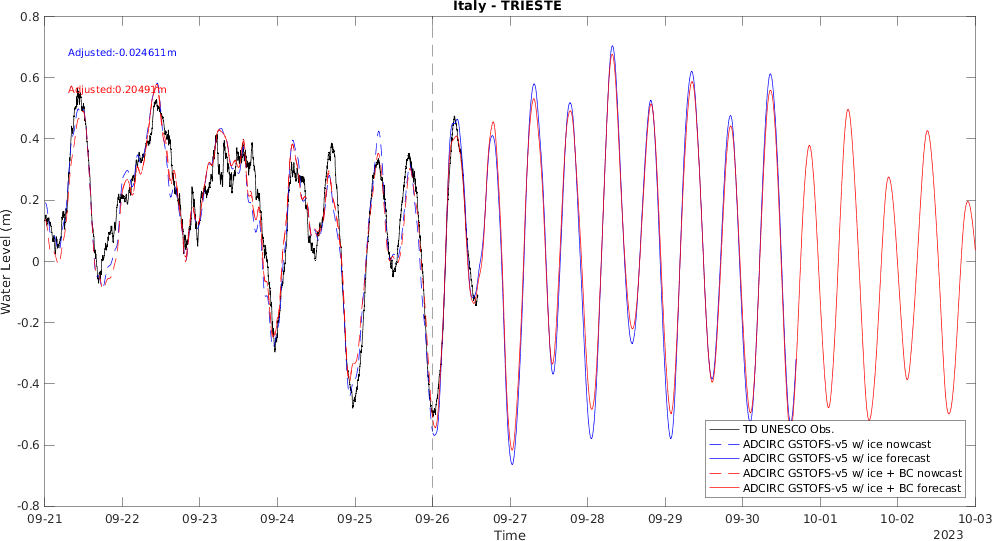 Italy - TRIESTE
0.8
0.6
0.4
0.2
0
-0.2
-0.4
-0.6
-0.8
Water Level (m)
Adjusted:-0.024611m
Adjusted:0.20491m
TD UNESCO Obs.
ADCIRC GSTOFS-v5 w/ ice nowcast
ADCIRC GSTOFS-v5 w/ ice forecast
ADCIRC GSTOFS-v5 w/ ice + BC nowcast
ADCIRC GSTOFS-v5 w/ ice + BC forecast
09-21 09-22 09-23 09-24 09-25 09-26 09-27 09-28 09-29 09-30 10-01 10-02 10-03
Time
2023